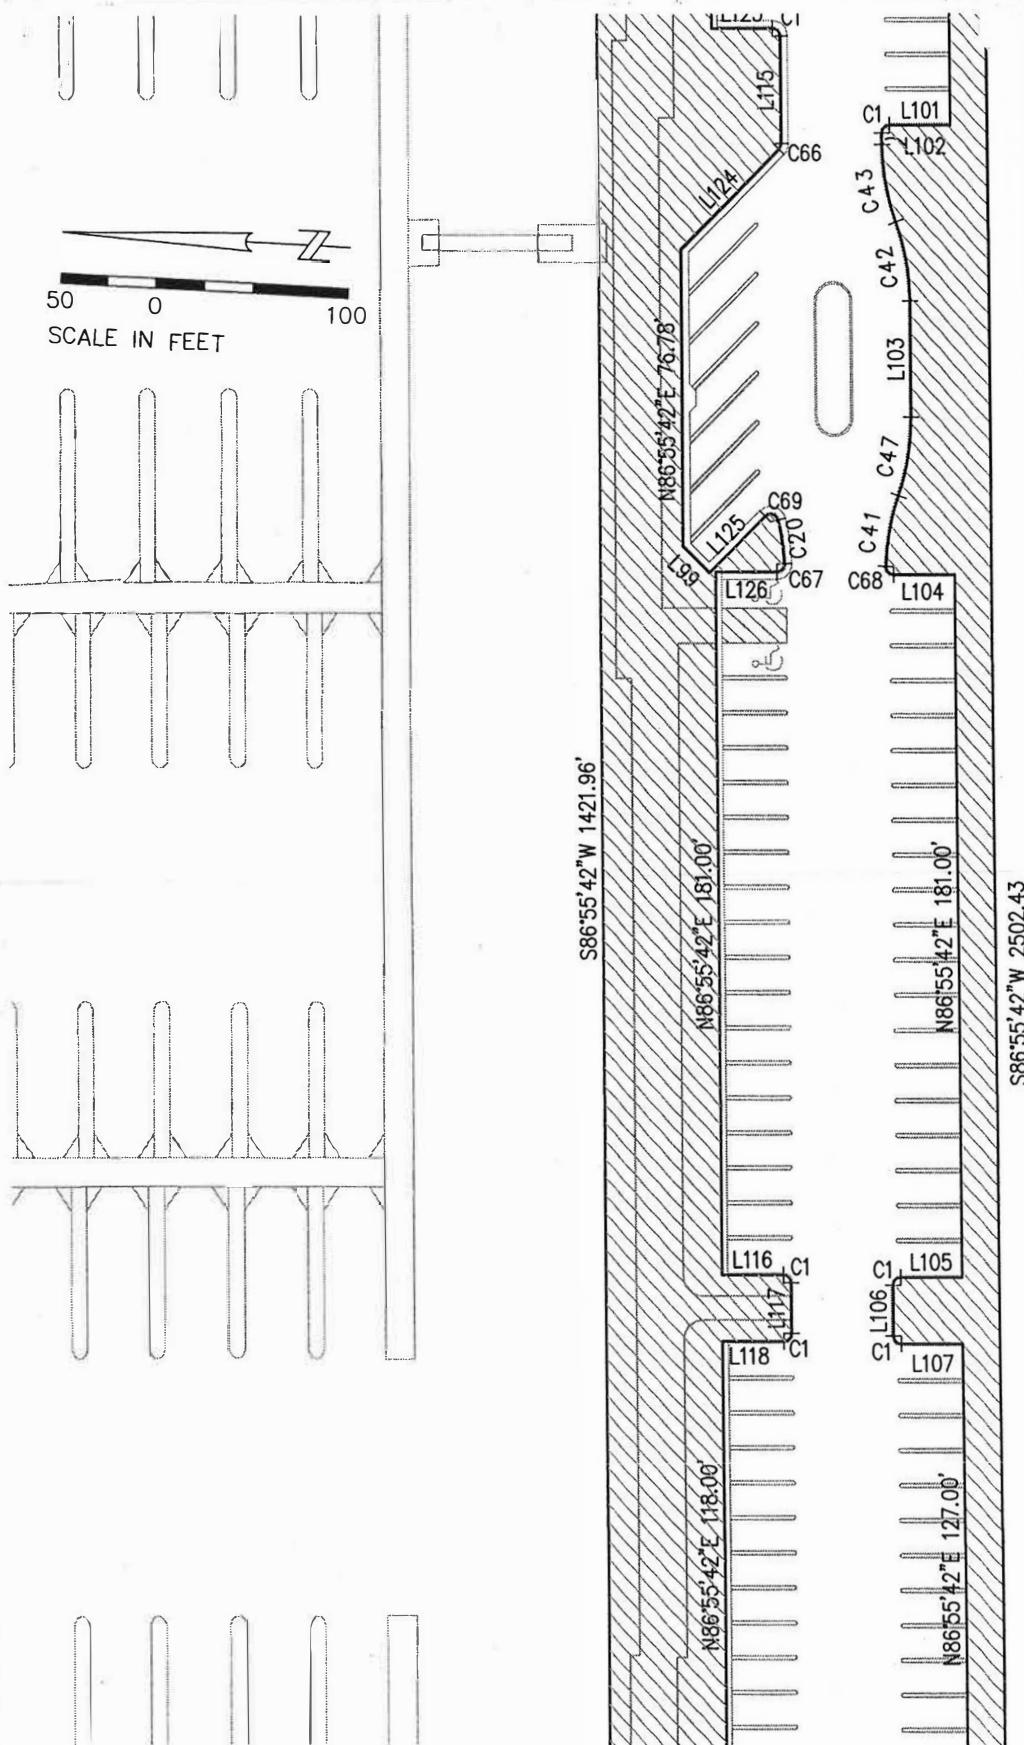 C1
L115
C66
L124
C1
L101
L102
C43
C42
L103
C47
C41
50
0
100
SCALE IN FEET
N
N86°55'42"E 76.78'
C69
L125
C20
L99
L126
C67
C68
L104
S86°55'42"W 1421.96'
N86°55'42"E 181.00'
N86°55'42"E 181.00'
S86°55'42"W 2502.43
L116
C1
L117
L118
C1
C1
L105
L106
C1
L107
N86°55'42"E 118.00'
N86°55'42"E 127.00'